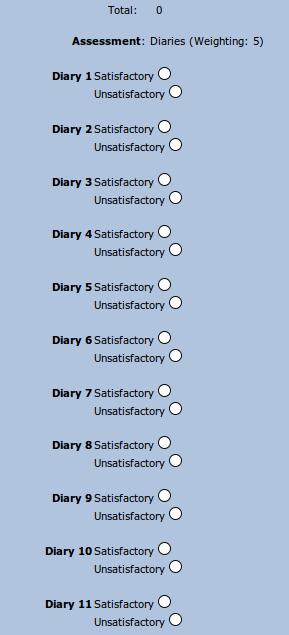 Total: 0
Assessment: Diaries (Weighting: 5)
Diary 1 Satisfactory
Unsatisfactory
Diary 2 Satisfactory
Unsatisfactory
Diary 3 Satisfactory
Unsatisfactory
Diary 4 Satisfactory
Unsatisfactory
Diary 5 Satisfactory
Unsatisfactory
Diary 6 Satisfactory
Unsatisfactory
Diary 7 Satisfactory
Unsatisfactory
Diary 8 Satisfactory
Unsatisfactory
Diary 9 Satisfactory
Unsatisfactory
Diary 10 Satisfactory
Unsatisfactory
Diary 11 Satisfactory
Unsatisfactory